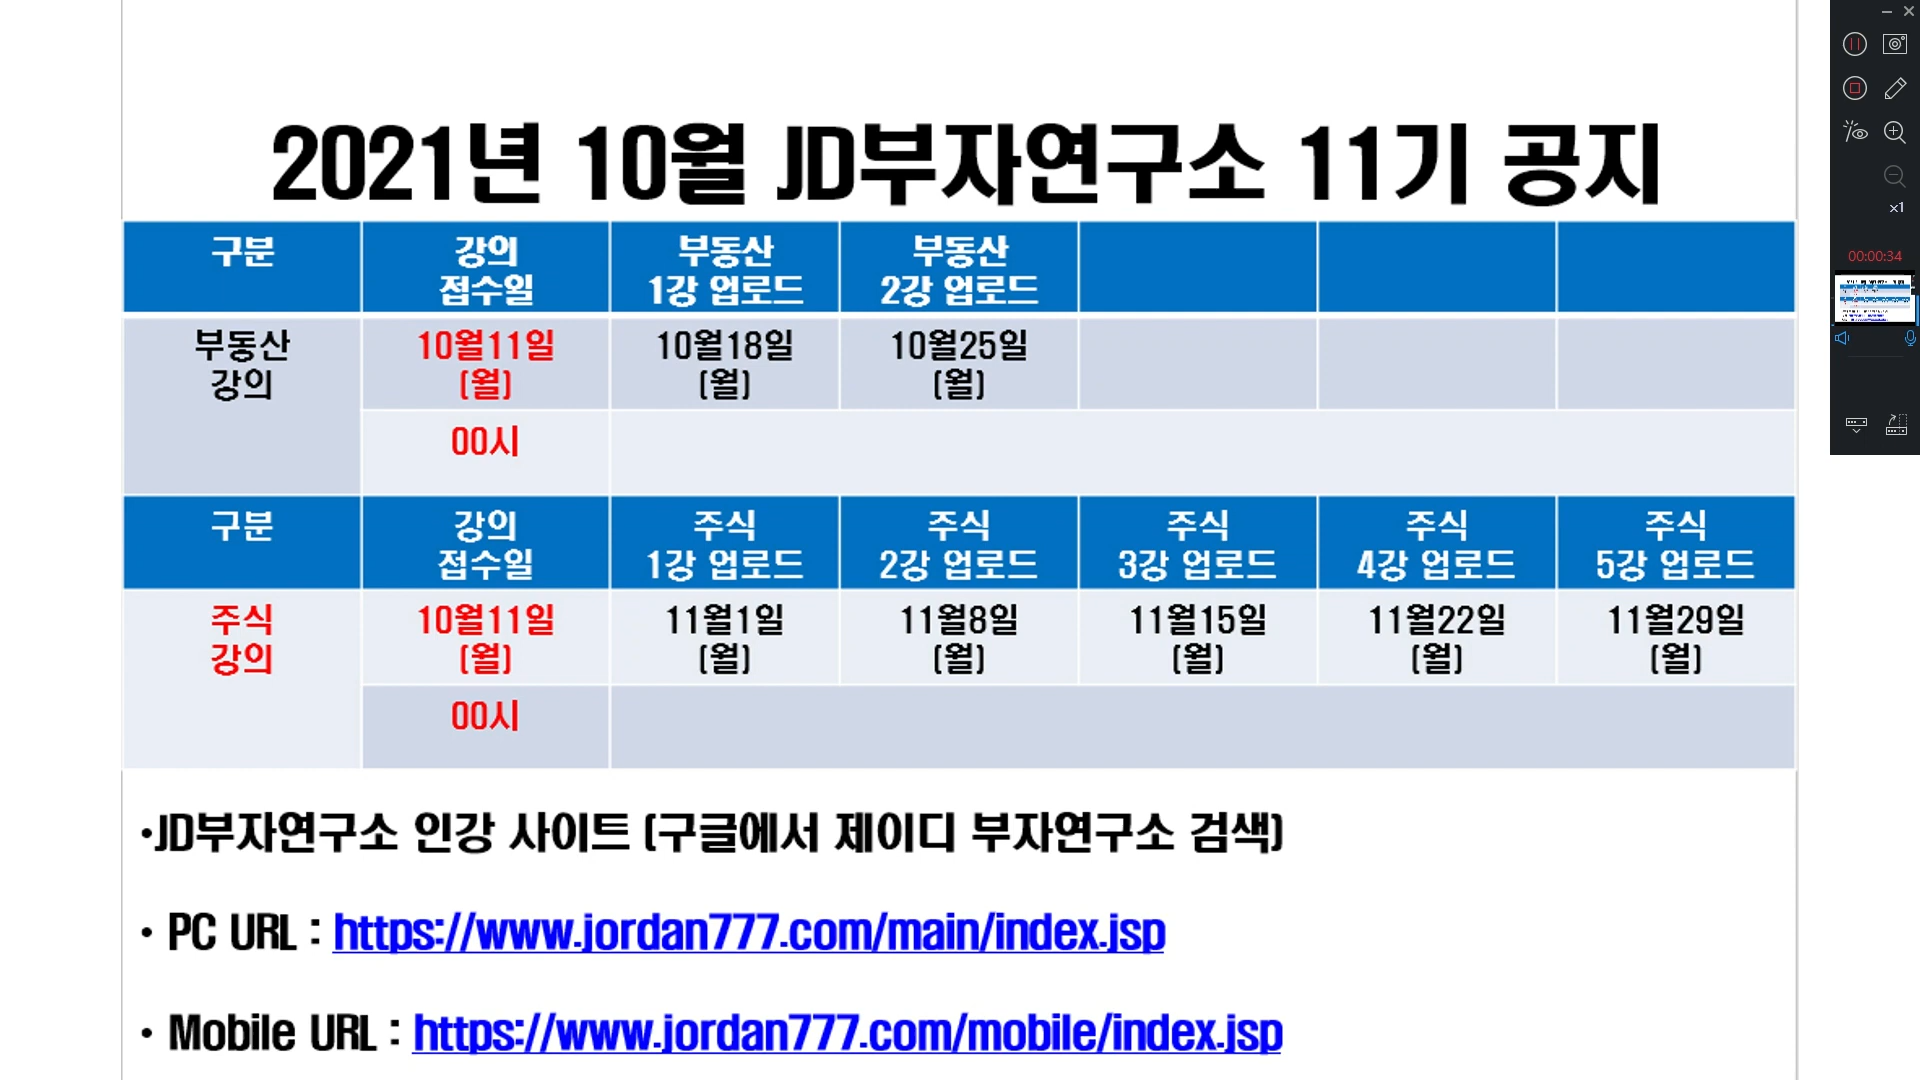 2021년 10월 JD부자연구소 11기 공지
구분 강의 접수일 부동산 1강 업로드 부동산 2강 업로드
부동산 강의 10월11일 (월) 10월18일 (월) 10월25일 (월)
00시
구분 강의 접수일 주식 1강 업로드 주식 2강 업로드 주식 3강 업로드 주식 4강 업로드 주식 5강 업로드
주식 강의 10월11일 (월) 11월1일 (월) 11월8일 (월) 11월15일 (월) 11월22일 (월) 11월29일 (월)
00시
•JD부자연구소 인강 사이트 (구글에서 제이디 부자연구소 검색)
• PC URL : https://www.jordan777.com/main/index.jsp
• Mobile URL : https://www.jordan777.com/mobile/index.jsp
x1
00:00:34